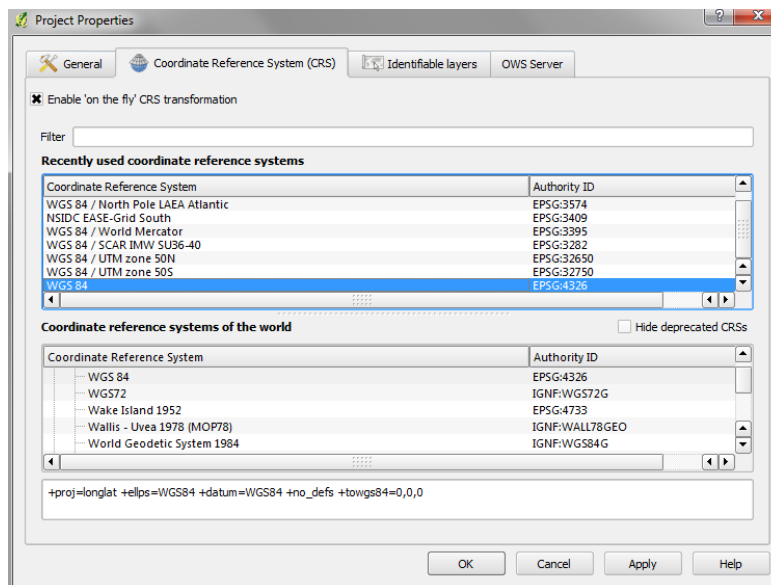 Project Properties
General Coordinate Reference System (CRS) Identifiable layers OWS Server
Enable 'on the fly' CRS transformation
Filter
Recently used coordinate reference systems
Coordinate Reference System Authority ID
WGS 84 / North Pole LAEA Atlantic EPSG:3574
NSIDC EASE-Grid South EPSG:3409
WGS 84 / World Mercator EPSG:3395
WGS 84 / SCAR IMW SU36-40 EPSG:3282
WGS 84 / UTM zone 50N EPSG:32650
WGS 84 / UTM zone 50S EPSG:32750
WGS 84 EPSG:4326
Coordinate reference systems of the world Hide deprecated CRSs
Coordinate Reference System Authority ID
WGS 84 EPSG:4326
WGS72 IGNF:WGS72G
Wake Island 1952 EPSG:4733
Wallis - Uvea 1978 (MOP78) IGNF:WALL78GEO
World Geodetic System 1984 IGNF:WGS84G
+proj=longlat +ellps=WGS84 +datum=WGS84 +no_defs +towgs84=0,0,0
OK Cancel Apply Help